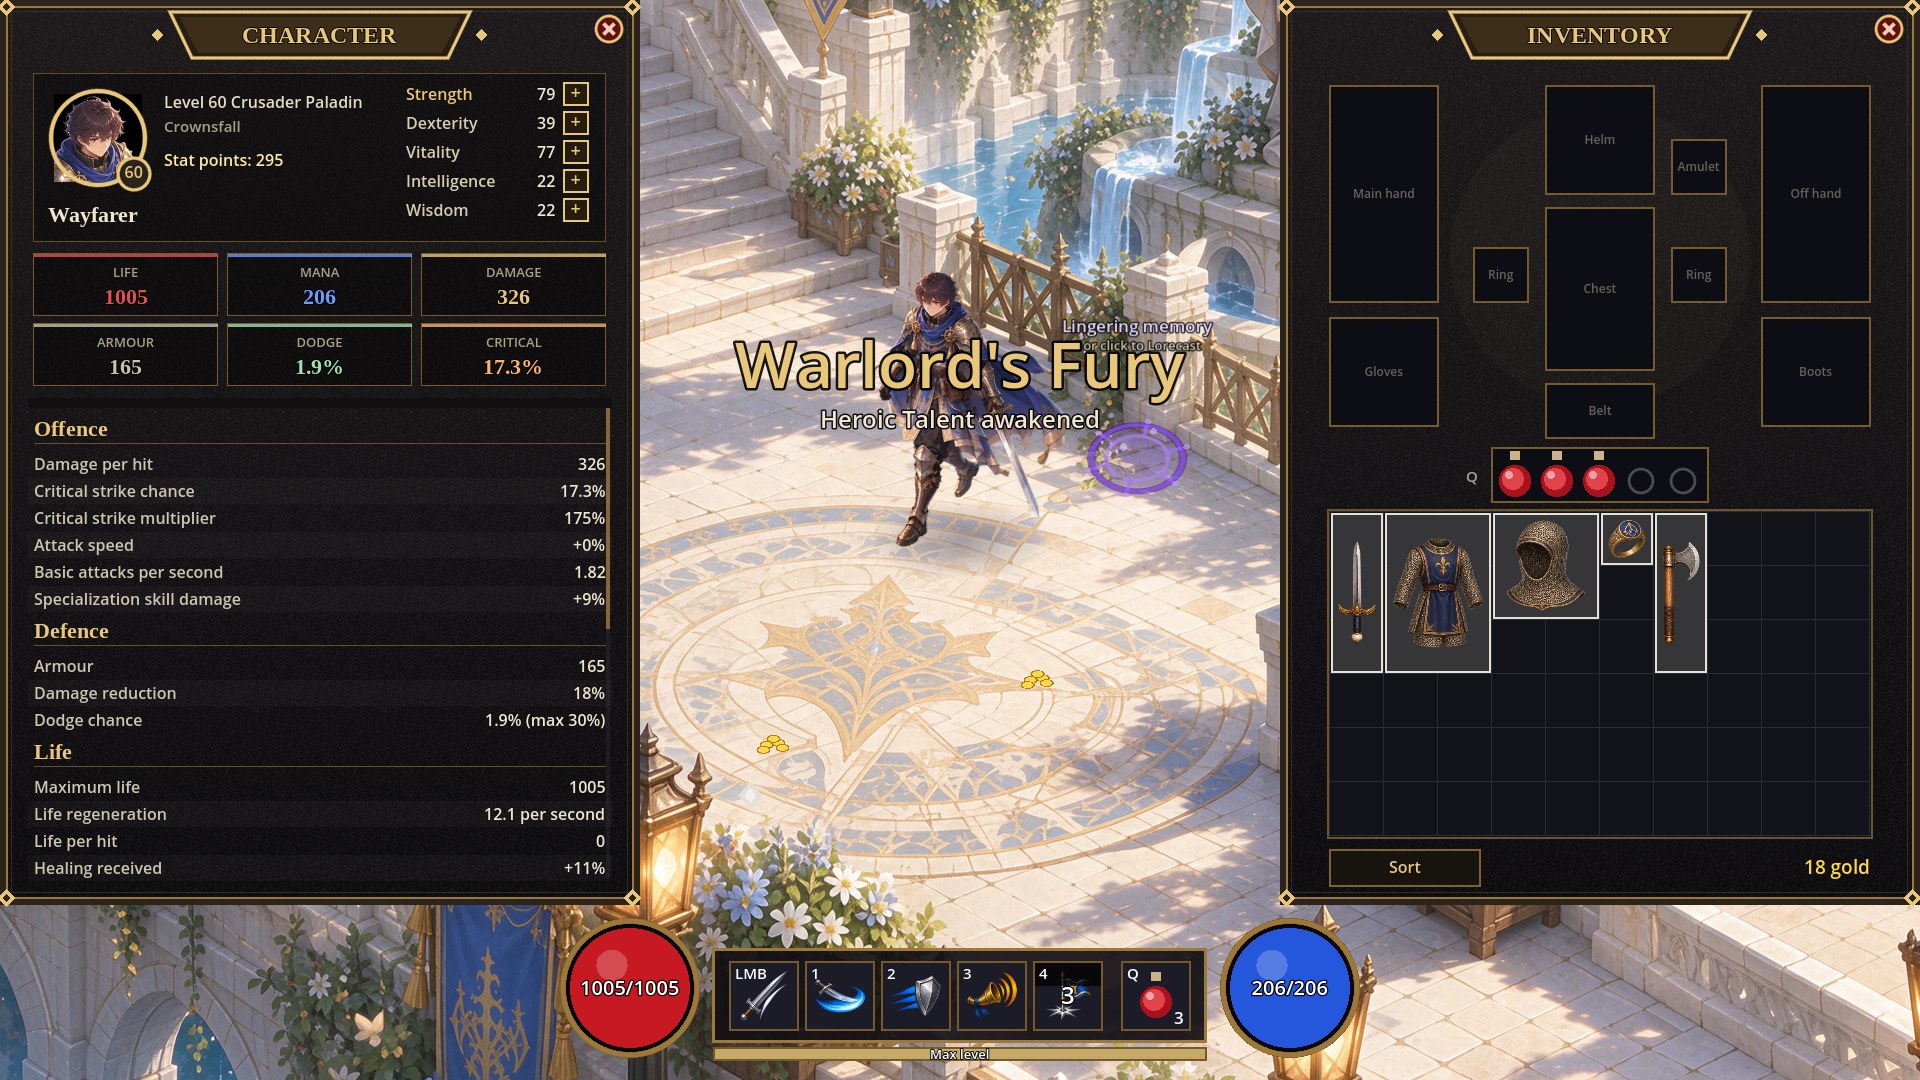 CHARACTER
Level 60 Crusader Paladin
Crownsfall
Stat points: 295
60
Wayfarer
Strength 79 +
Dexterity 39 +
Vitality 77 +
Intelligence 22 +
Wisdom 22 +
LIFE
1005
MANA
206
DAMAGE
326
ARMOUR
165
DODGE
1.9%
CRITICAL
17.3%
Offence
Damage per hit 326
Critical strike chance 17.3%
Critical strike multiplier 175%
Attack speed +0%
Basic attacks per second 1.82
Specialization skill damage +9%
Defence
Armour 165
Damage reduction 18%
Dodge chance 1.9% (max 30%)
Life
Maximum life 1005
Life regeneration 12.1 per second
Life per hit 0
Healing received +11%
Lingering memory
or click to Lorecast
Warlord's Fury
Heroic Talent awakened
INVENTORY
Main hand
Helm
Amulet
Off hand
Ring
Chest
Ring
Gloves
Belt
Boots
Q
Sort
18 gold
1005/1005
LMB
1
2
3
4
3
Q
3
206/206
Max level